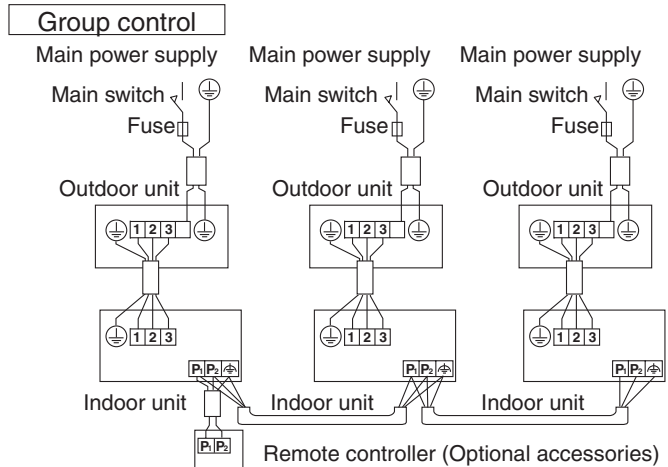 Group control
Main power supply Main power supply Main power supply
Main switch Main switch Main switch
Fuse Fuse Fuse
Outdoor unit Outdoor unit Outdoor unit
1 2 3 1 2 3 1 2 3
1 2 3 1 2 3 1 2 3
P₁ P₂ P₁ P₂ P₁ P₂
Indoor unit Indoor unit Indoor unit
P₁ P₂
Remote controller (Optional accessories)